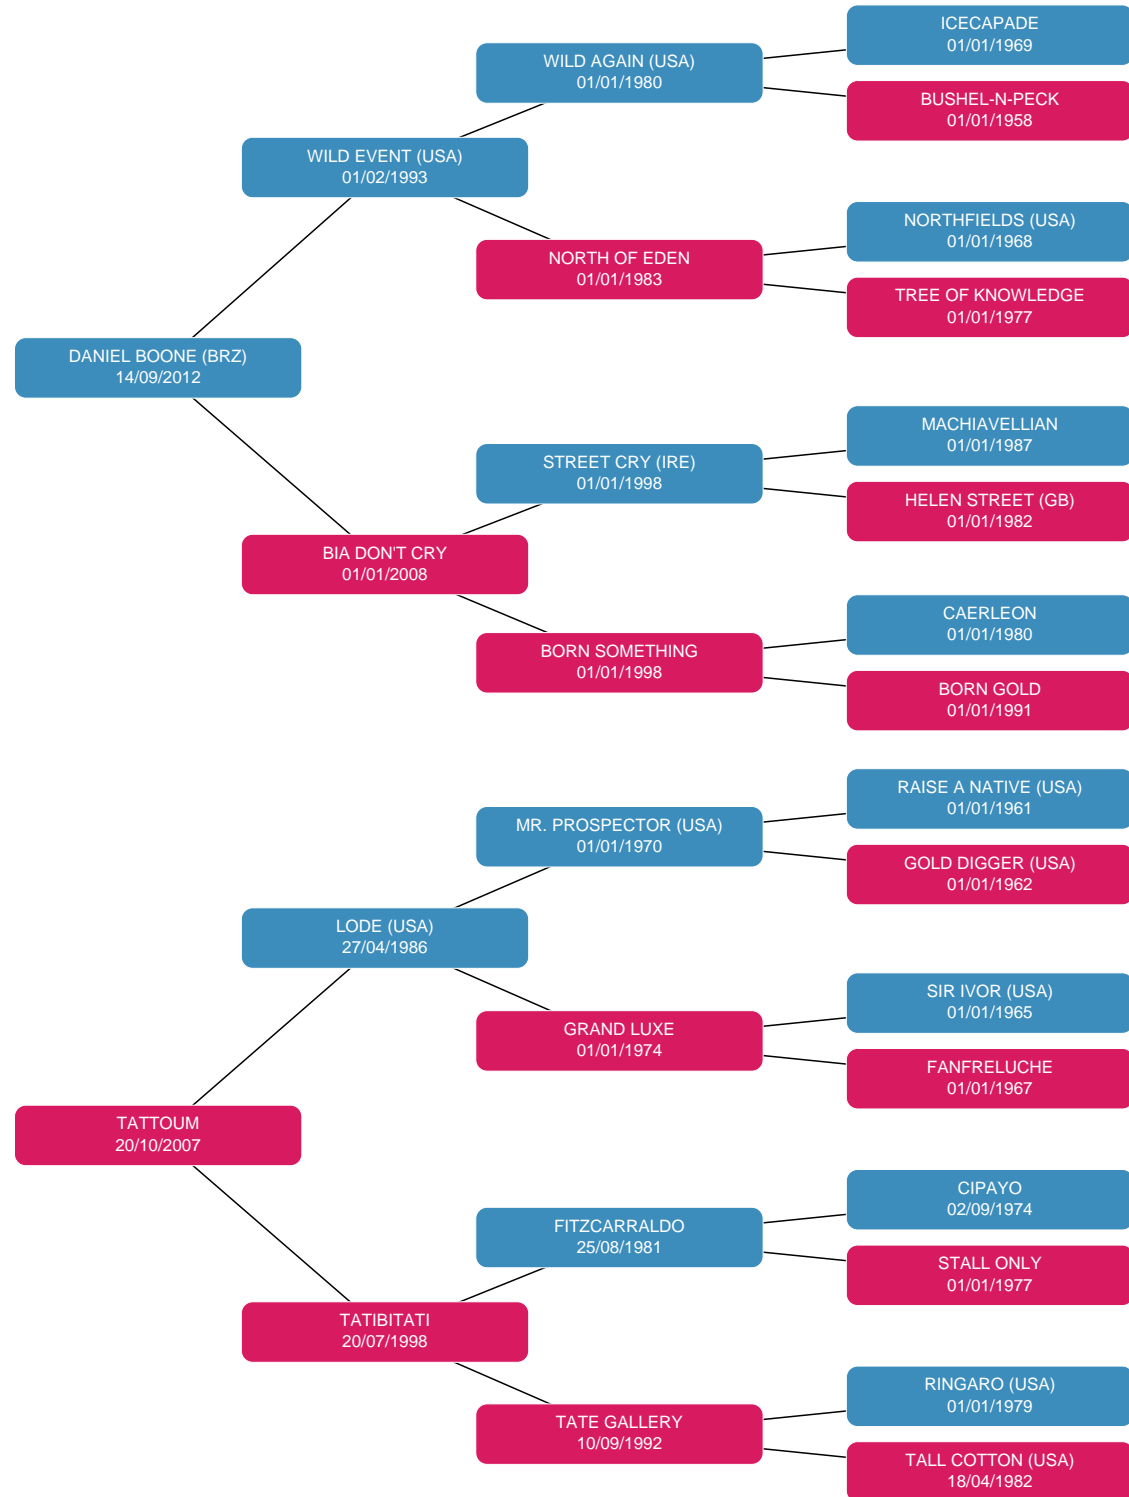 ICECAPADE
01/01/1969
WILD AGAIN (USA)
01/01/1980
BUSHEL-N-PECK
01/01/1958
WILD EVENT (USA)
01/02/1993
NORTHFIELDS (USA)
01/01/1968
NORTH OF EDEN
01/01/1983
TREE OF KNOWLEDGE
01/01/1977
DANIEL BOONE (BRZ)
14/09/2012
MACHIAVELLIAN
01/01/1987
STREET CRY (IRE)
01/01/1998
HELEN STREET (GB)
01/01/1982
BIA DON'T CRY
01/01/2008
CAERLEON
01/01/1980
BORN SOMETHING
01/01/1998
BORN GOLD
01/01/1991
RAISE A NATIVE (USA)
01/01/1961
MR. PROSPECTOR (USA)
01/01/1970
GOLD DIGGER (USA)
01/01/1962
LODE (USA)
27/04/1986
SIR IVOR (USA)
01/01/1965
GRAND LUXE
01/01/1974
FANFRELUCHE
01/01/1967
TATTOUM
20/10/2007
CIPAYO
02/09/1974
FITZCARRALDO
25/08/1981
STALL ONLY
01/01/1977
TATIBITATI
20/07/1998
RINGARO (USA)
01/01/1979
TATE GALLERY
10/09/1992
TALL COTTON (USA)
18/04/1982